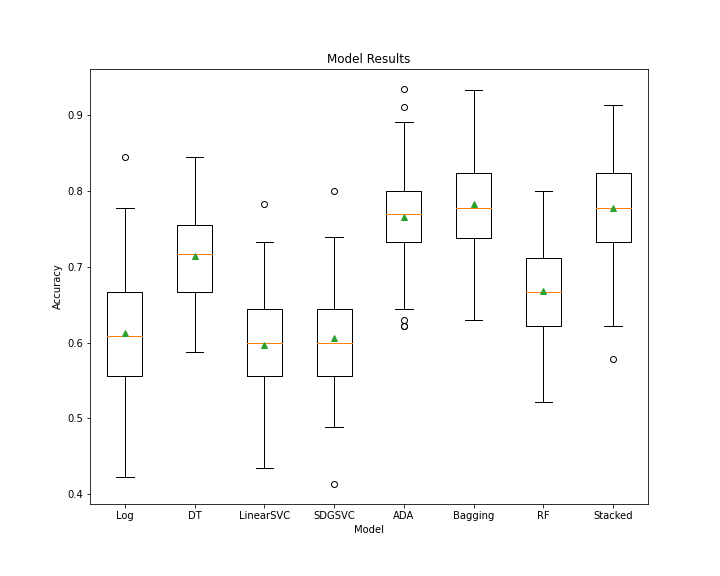 Model Results
0.9
0.8
0.7
0.6
0.5
0.4
Accuracy
Log DT LinearSVC SDGSVC ADA Bagging RF Stacked
Model